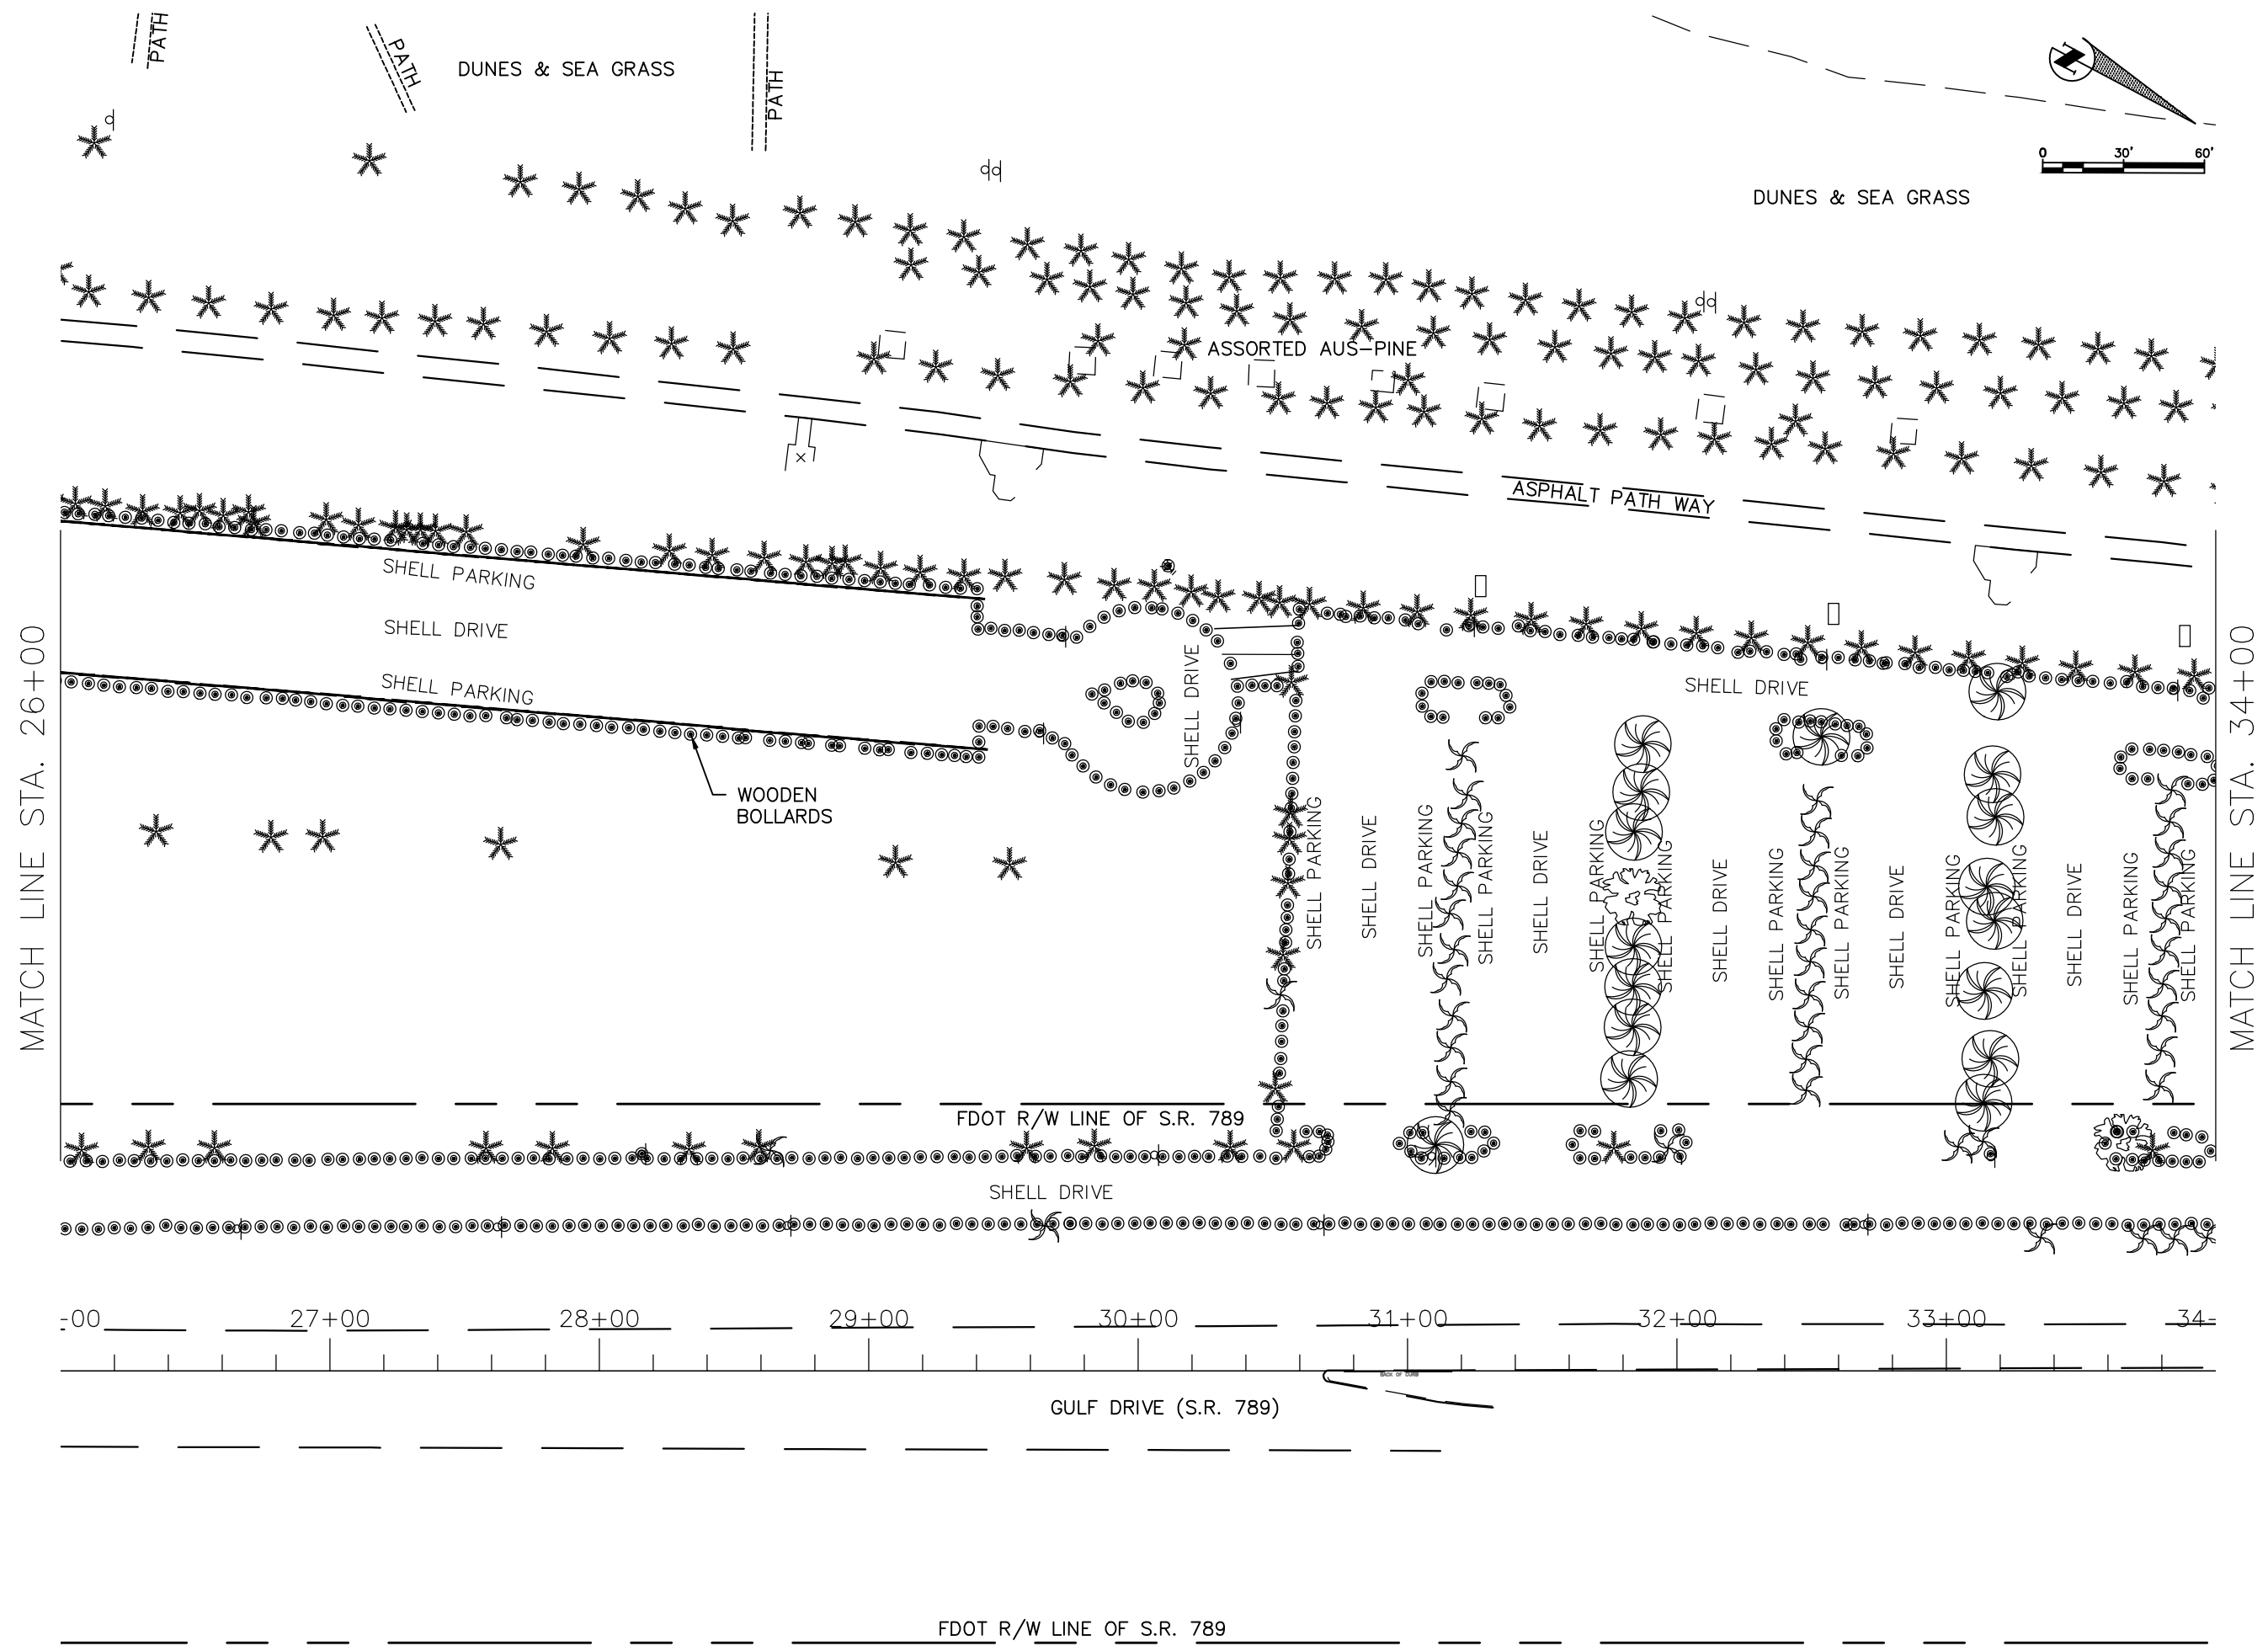 PATH
PATH
DUNES & SEA GRASS
PATH
N
0 30' 60'
DUNES & SEA GRASS
ASSORTED AUS-PINE
ASPHALT PATH WAY
SHELL PARKING
SHELL DRIVE
SHELL PARKING
SHELL DRIVE
SHELL DRIVE
MATCH LINE STA. 26+00
MATCH LINE STA. 34+00
WOODEN
BOLLARDS
SHELL PARKING
SHELL DRIVE
SHELL PARKING
SHELL PARKING
SHELL DRIVE
SHELL PARKING
SHELL PARKING
SHELL DRIVE
SHELL PARKING
SHELL PARKING
SHELL DRIVE
SHELL PARKING
SHELL PARKING
SHELL DRIVE
SHELL PARKING
SHELL PARKING
FDOT R/W LINE OF S.R. 789
SHELL DRIVE
-00 27+00 28+00 29+00 30+00 31+00 32+00 33+00 34-
BACK OF CURB
GULF DRIVE (S.R. 789)
FDOT R/W LINE OF S.R. 789